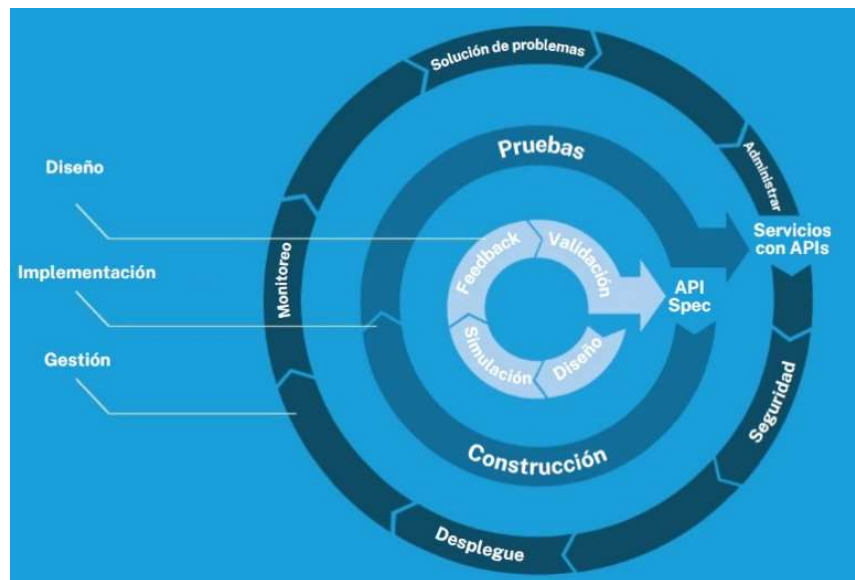 Solución de problemas
Pruebas
Diseño
Administrar
Servicios
con APIs
Feedback
Validación
Monitoreo
Implementación
API
Spec
Simulación
Diseño
Gestión
Seguridad
Construcción
Desplegue